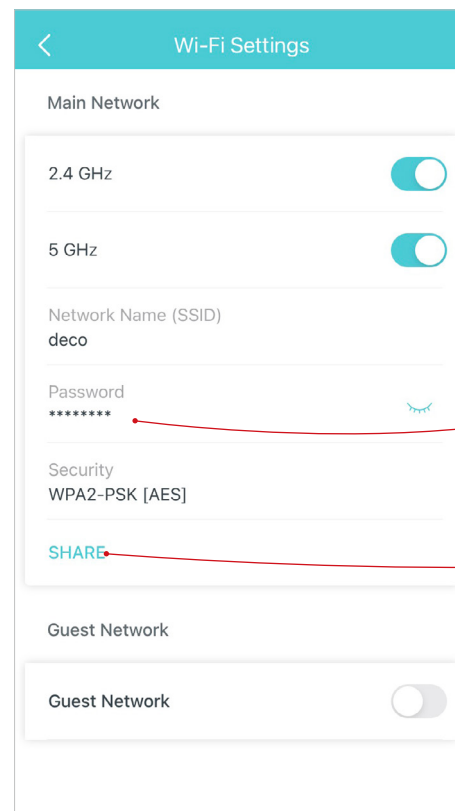 Wi-Fi Settings
Main Network
2.4 GHz
5 GHz
Network Name (SSID)
deco
Password
********
Security
WPA2-PSK [AES]
SHARE
Guest Network
Guest Network